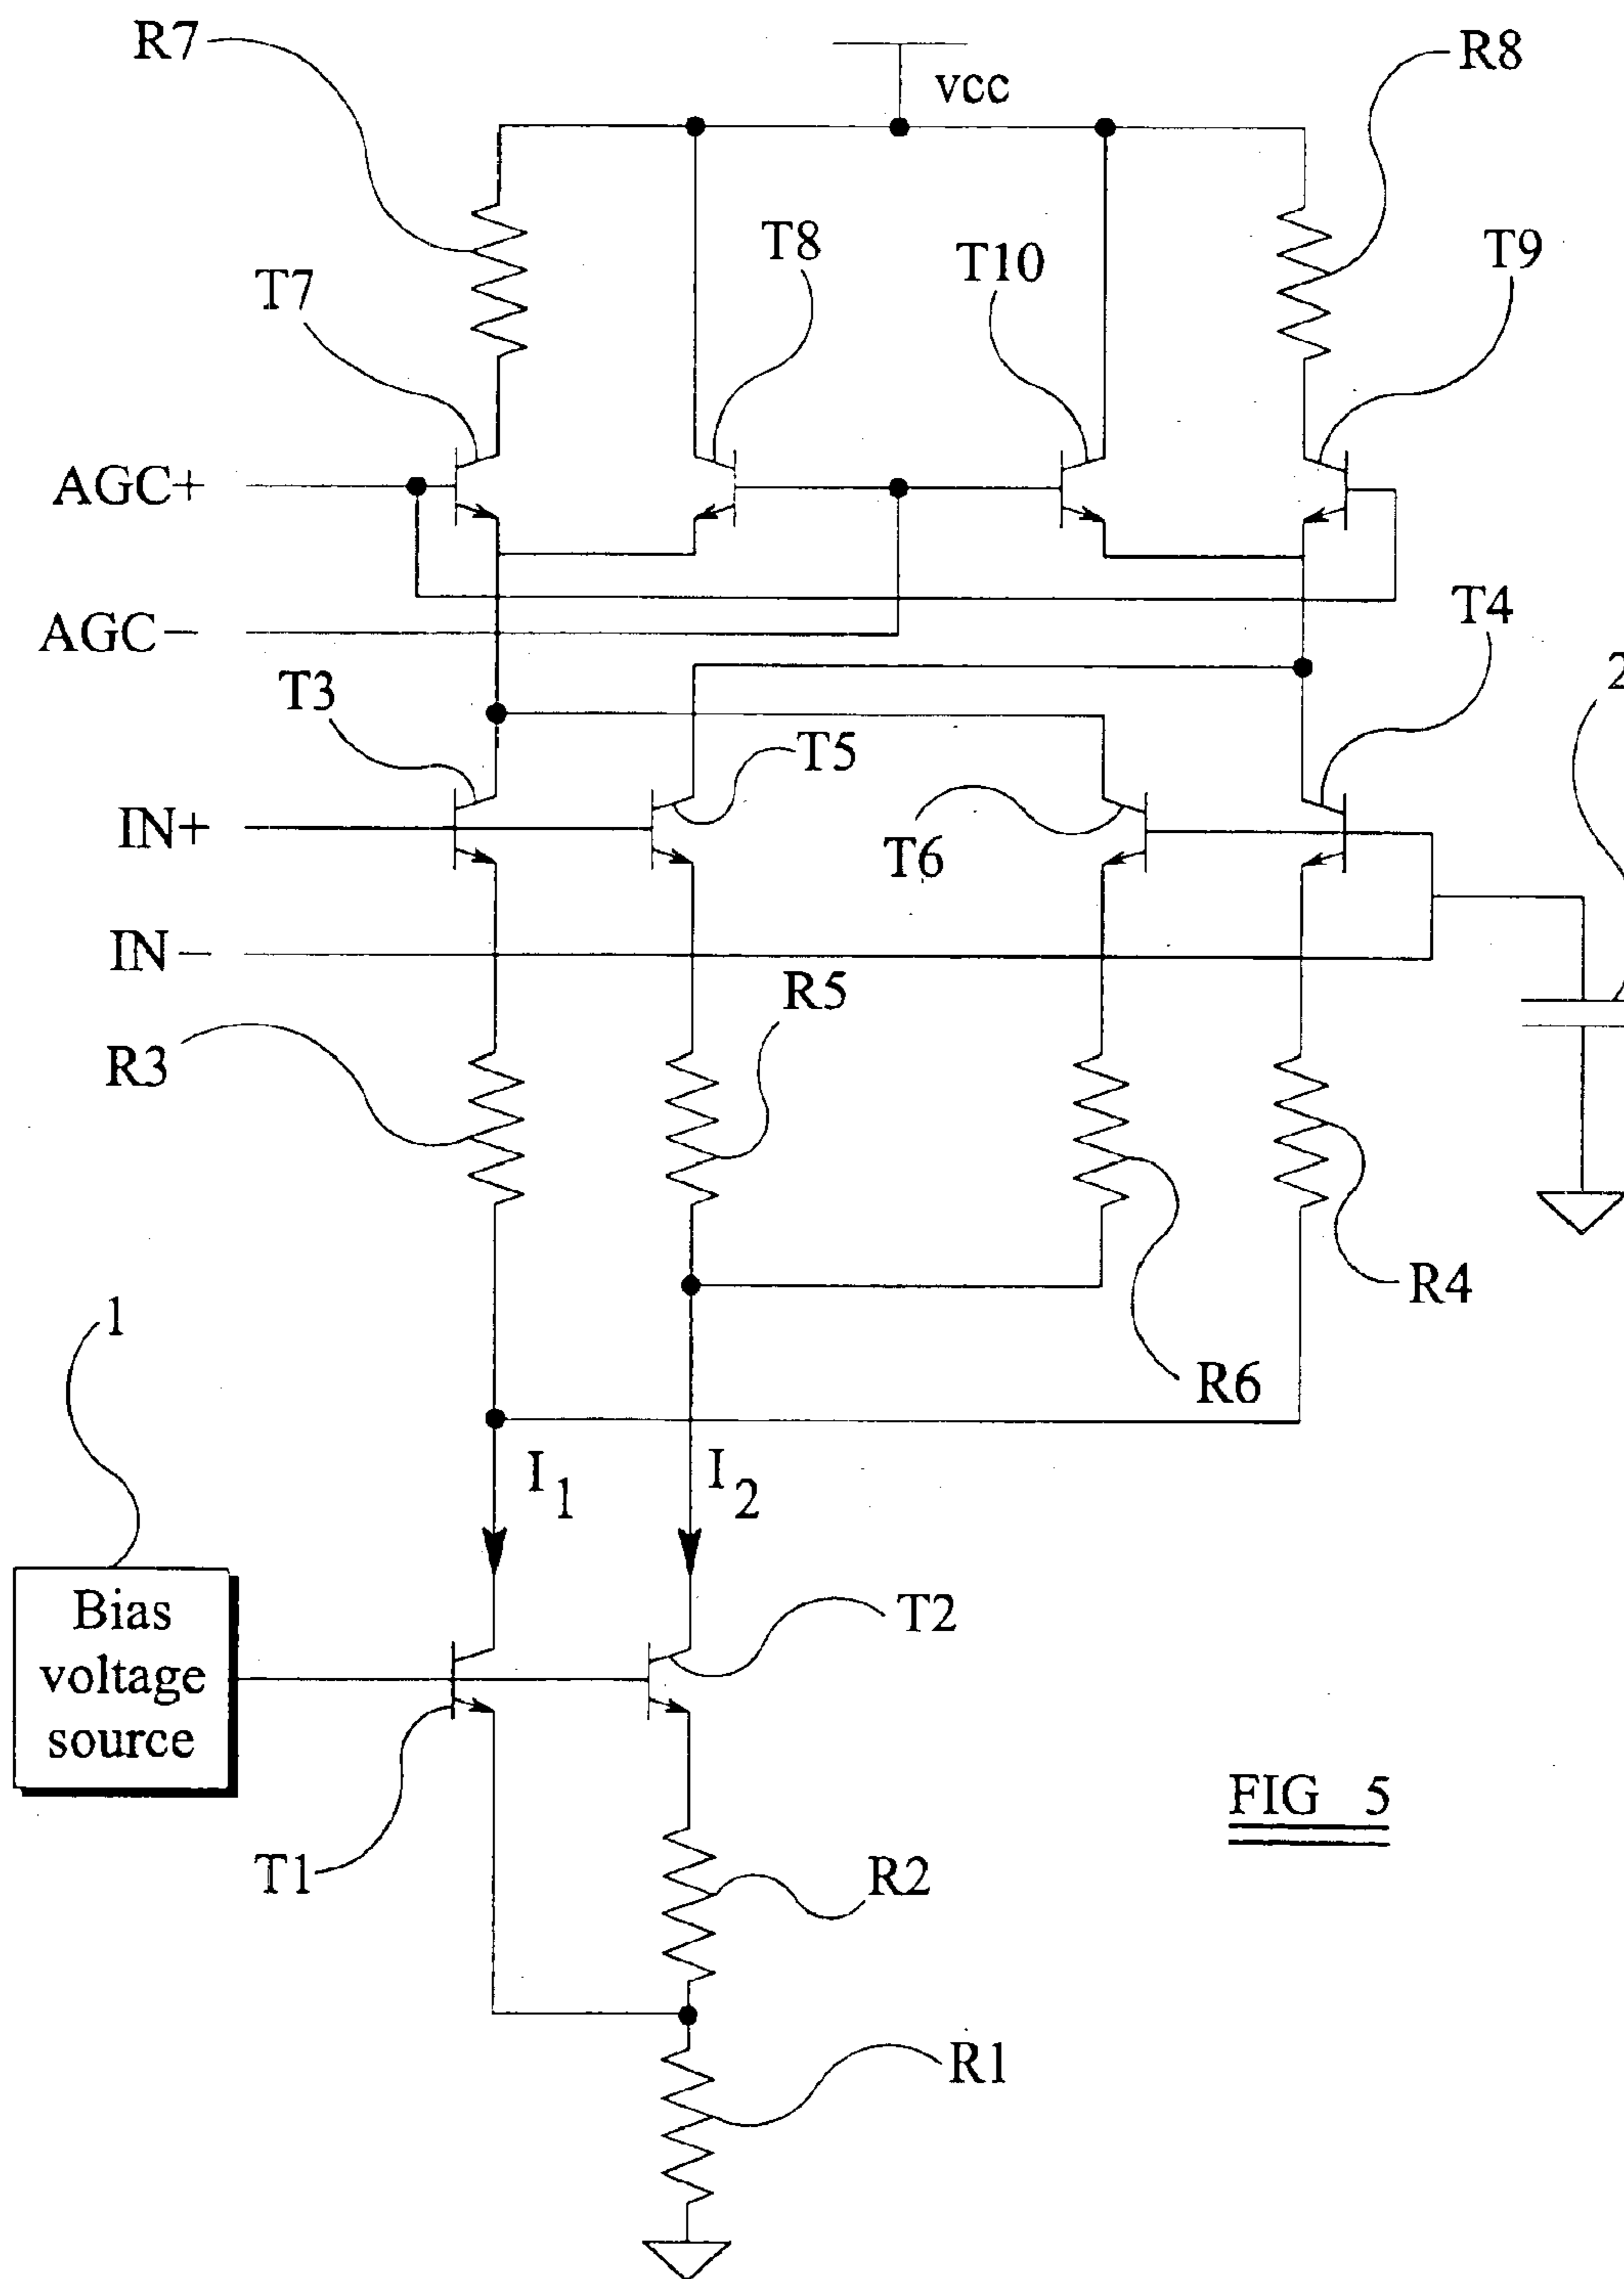 R7
vcc
R8
T7
T8
T10
T9
AGC+
AGC−
T3
T5
T6
T4
2
IN+
IN−
R3
R5
R6
R4
1
I1
I2
Bias
voltage
source
T2
T1
R2
R1
FIG 5